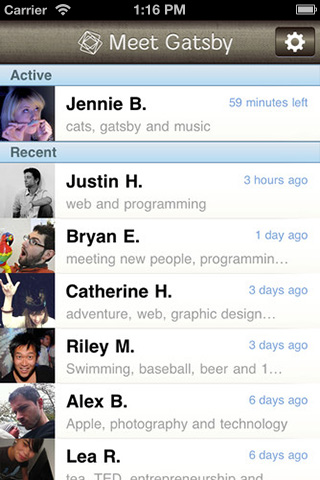 Carrier 1:16 PM
Meet Gatsby
Active
Jennie B. 59 minutes left
cats, gatsby and music
Recent
Justin H. 3 hours ago
web and programming
Bryan E. 1 day ago
meeting new people, programmin…
Catherine H. 3 days ago
adventure, web, graphic design…
Riley M. 3 days ago
Swimming, baseball, beer and 1…
Alex B. 6 days ago
Apple, photography and technology
Lea R. 6 days ago
tea, TED, entrepreneurship and